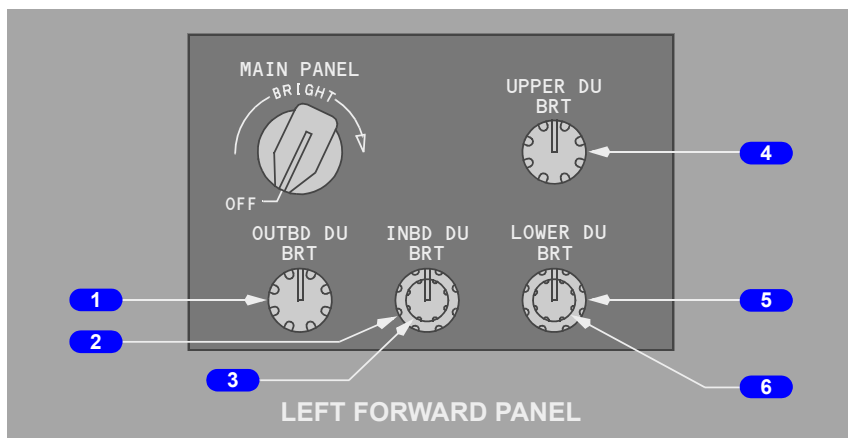 MAIN PANEL
BRIGHT
OFF
UPPER DU
BRT
4
OUTBD DU
BRT
INBD DU
BRT
LOWER DU
BRT
1
2
3
5
6
LEFT FORWARD PANEL